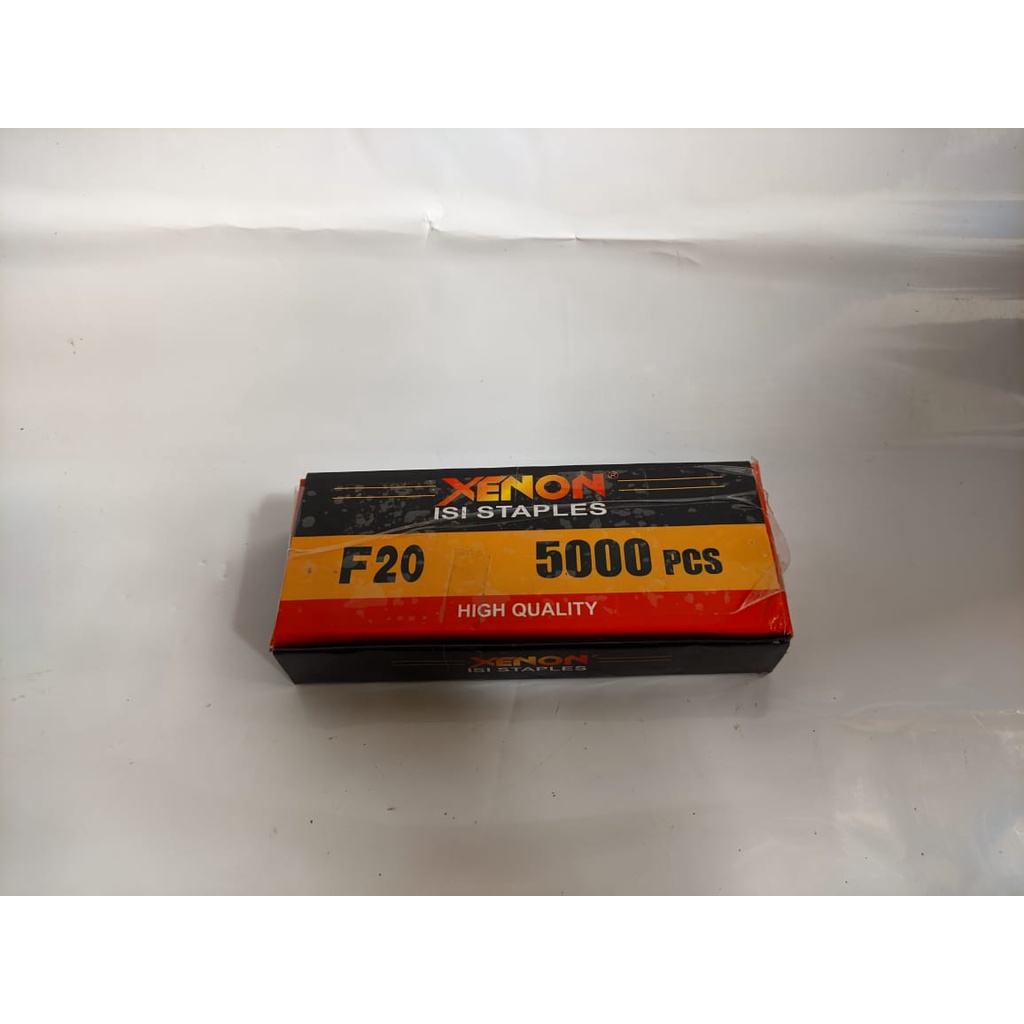 XENON®
ISI STAPLES
F20 5000 PCS
HIGH QUALITY
XENON®
ISI STAPLES